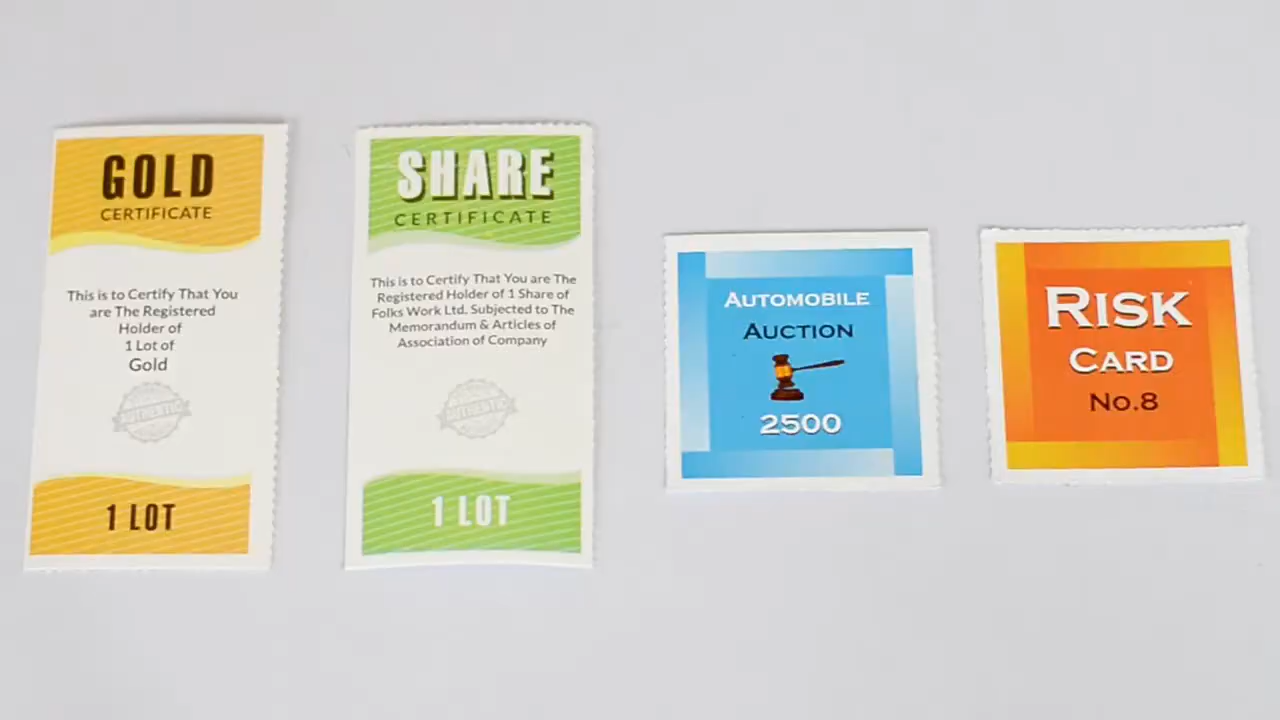 GOLD
CERTIFICATE
This is to Certify That You
are The Registered
Holder of
1 Lot of
Gold
AUTHENTIC
1 LOT
SHARE
CERTIFICATE
This is to Certify That You are The
Registered Holder of 1 Share of
Folks Work Ltd. Subjected to The
Memorandum & Articles of
Association of Company
AUTHENTIC
1 LOT
AUTOMOBILE
AUCTION
2500
RISK
CARD
No.8